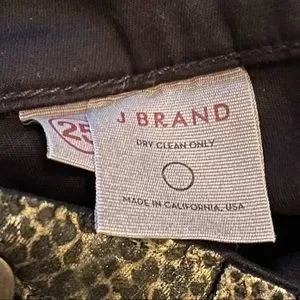 25
J BRAND
DRY CLEAN ONLY
MADE IN CALIFORNIA, USA